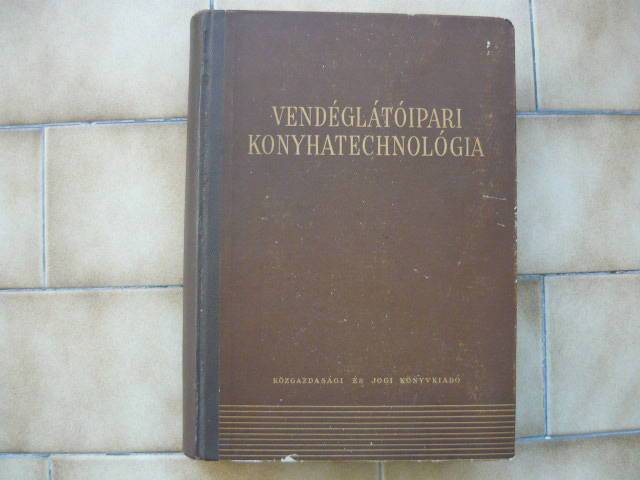 VENDÉGLÁTÓIPARI
KONYHATECHNOLÓGIA
KÖZGAZDASÁGI ÉS JOGI KÖNYVKIADÓ